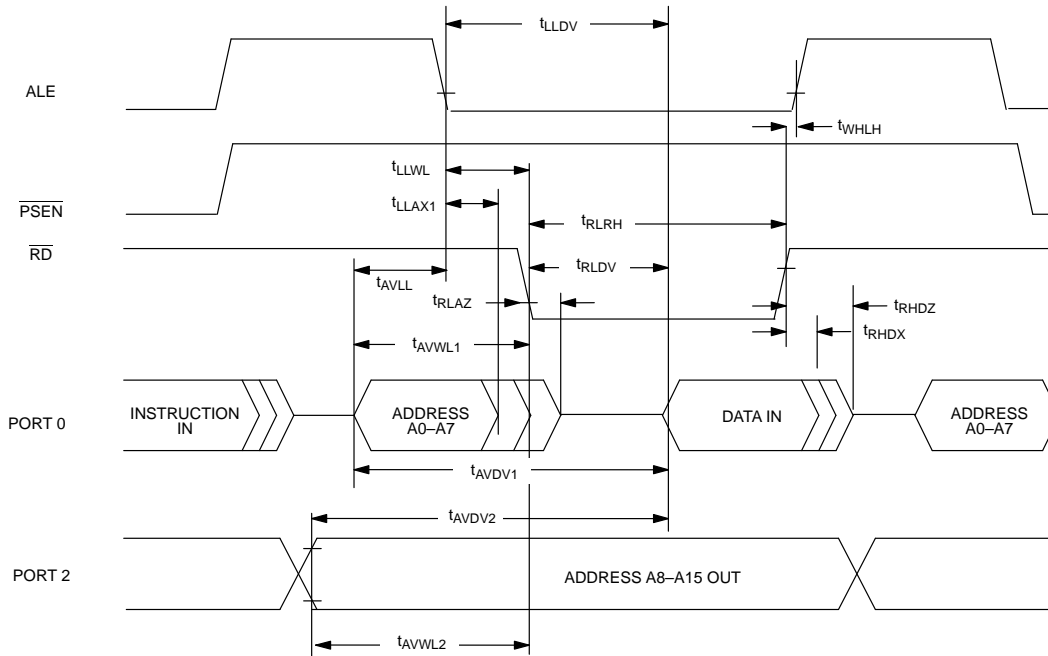 tLLDV
ALE
tWHLH
tLLWL
PSEN
tLLAX1
tRLRH
RD
tAVLL
tRLDV
tRLAZ
tRHDZ
tRHDX
tAVWL1
PORT 0
INSTRUCTION
IN
ADDRESS
A0–A7
DATA IN
ADDRESS
A0–A7
tAVDV1
tAVDV2
PORT 2
ADDRESS A8–A15 OUT
tAVWL2